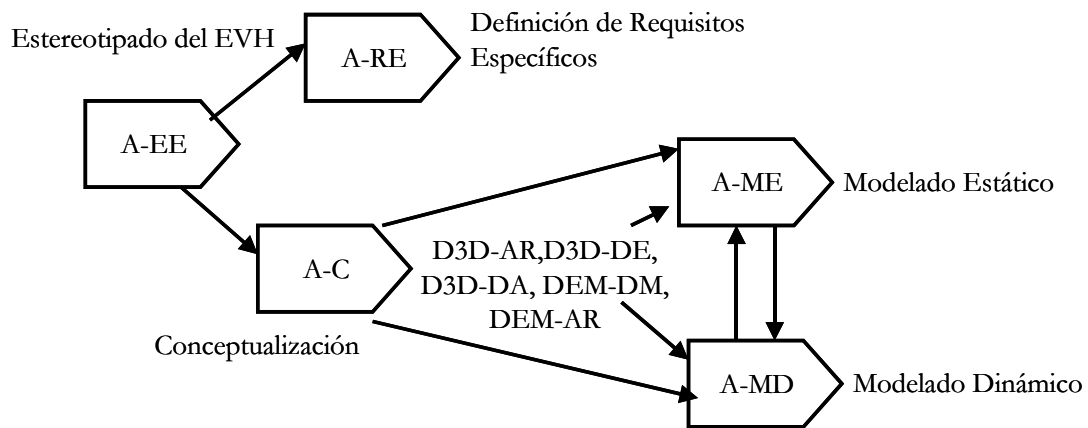 Estereotipado del EVH
A-RE
Definición de Requisitos
Específicos
A-EE
A-ME
Modelado Estático
A-C
D3D-AR,D3D-DE,
D3D-DA, DEM-DM,
DEM-AR
Conceptualización
A-MD
Modelado Dinámico